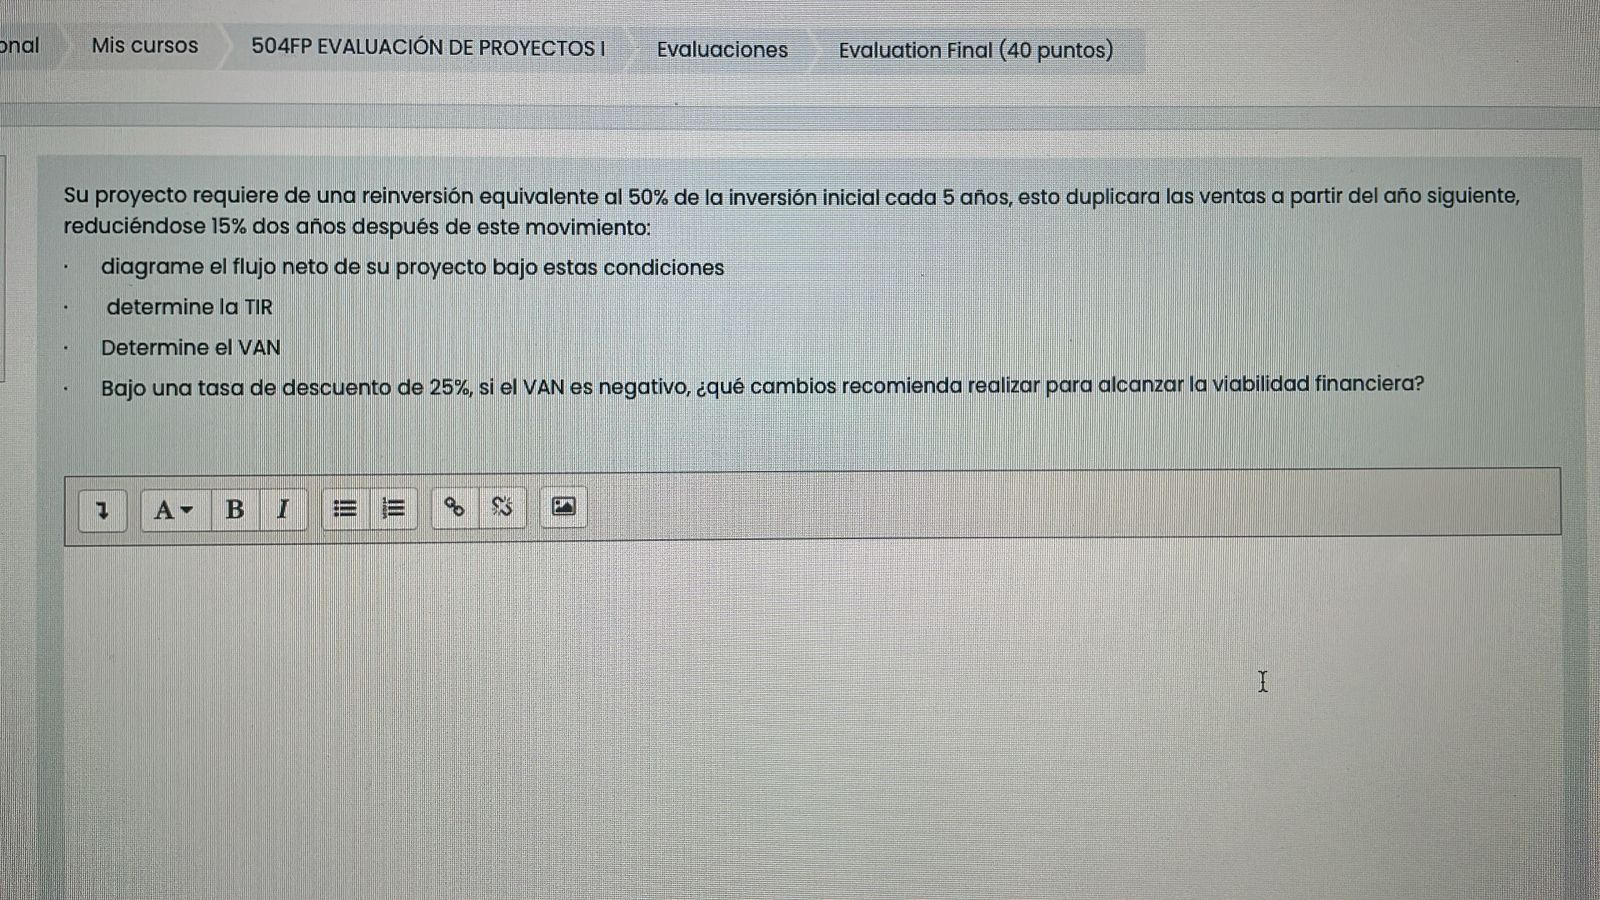 Mis cursos
504FP EVALUACIÓN DE PROYECTOS I
Evaluaciones
Evaluation Final (40 puntos)
Su proyecto requiere de una reinversión equivalente al 50% de la inversión inicial cada 5 años, esto duplicara las ventas a partir del año siguiente,
reduciéndose 15% dos años después de este movimiento:
· diagrame el flujo neto de su proyecto bajo estas condiciones
· determine la TIR
· Determine el VAN
· Bajo una tasa de descuento de 25%, si el VAN es negativo, ¿qué cambios recomienda realizar para alcanzar la viabilidad financiera?
A B I